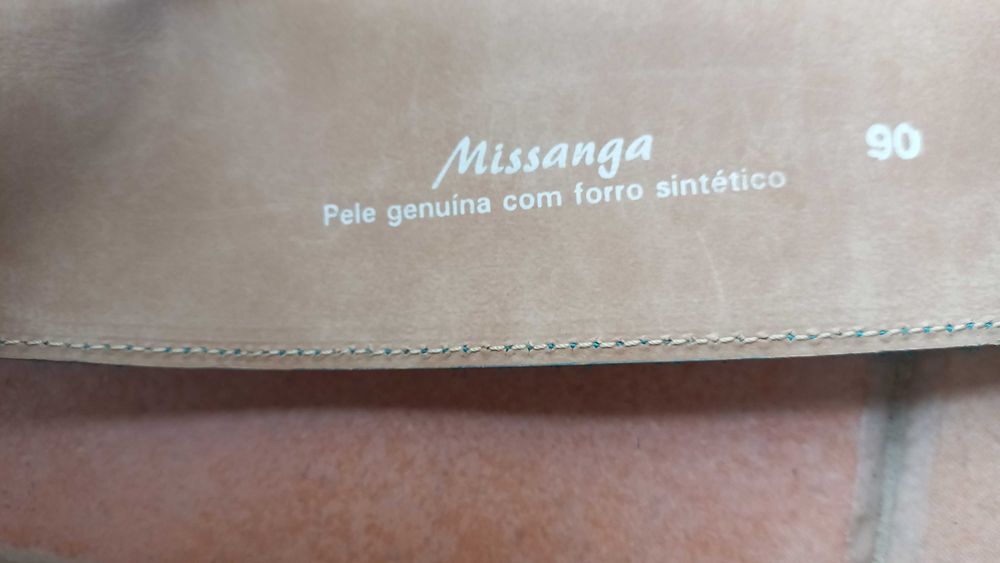 Missanga
90
Pele genuína com forro sintético